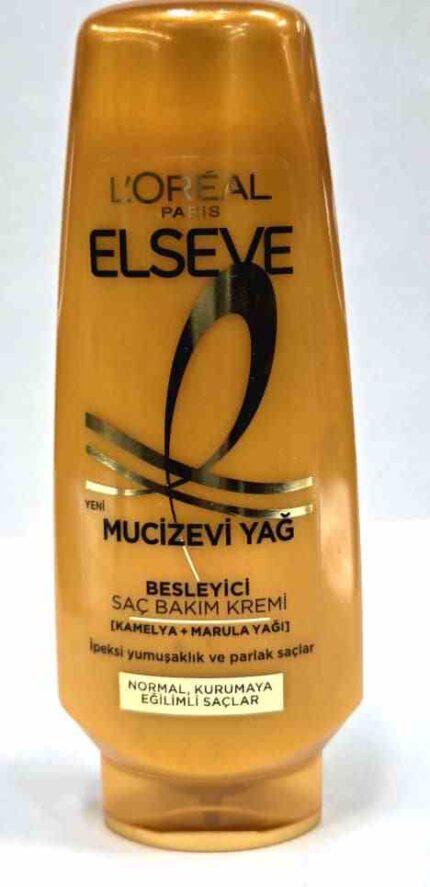 L'ORÉAL
PARIS
ELSEVE
YENİ
MUCİZEVİ YAĞ
BESLEYİCİ
SAÇ BAKIM KREMİ
[KAMELYA + MARULA YAĞI]
İpeksi yumuşaklık ve parlak saçlar
NORMAL, KURUMAYA
EĞİLİMLİ SAÇLAR